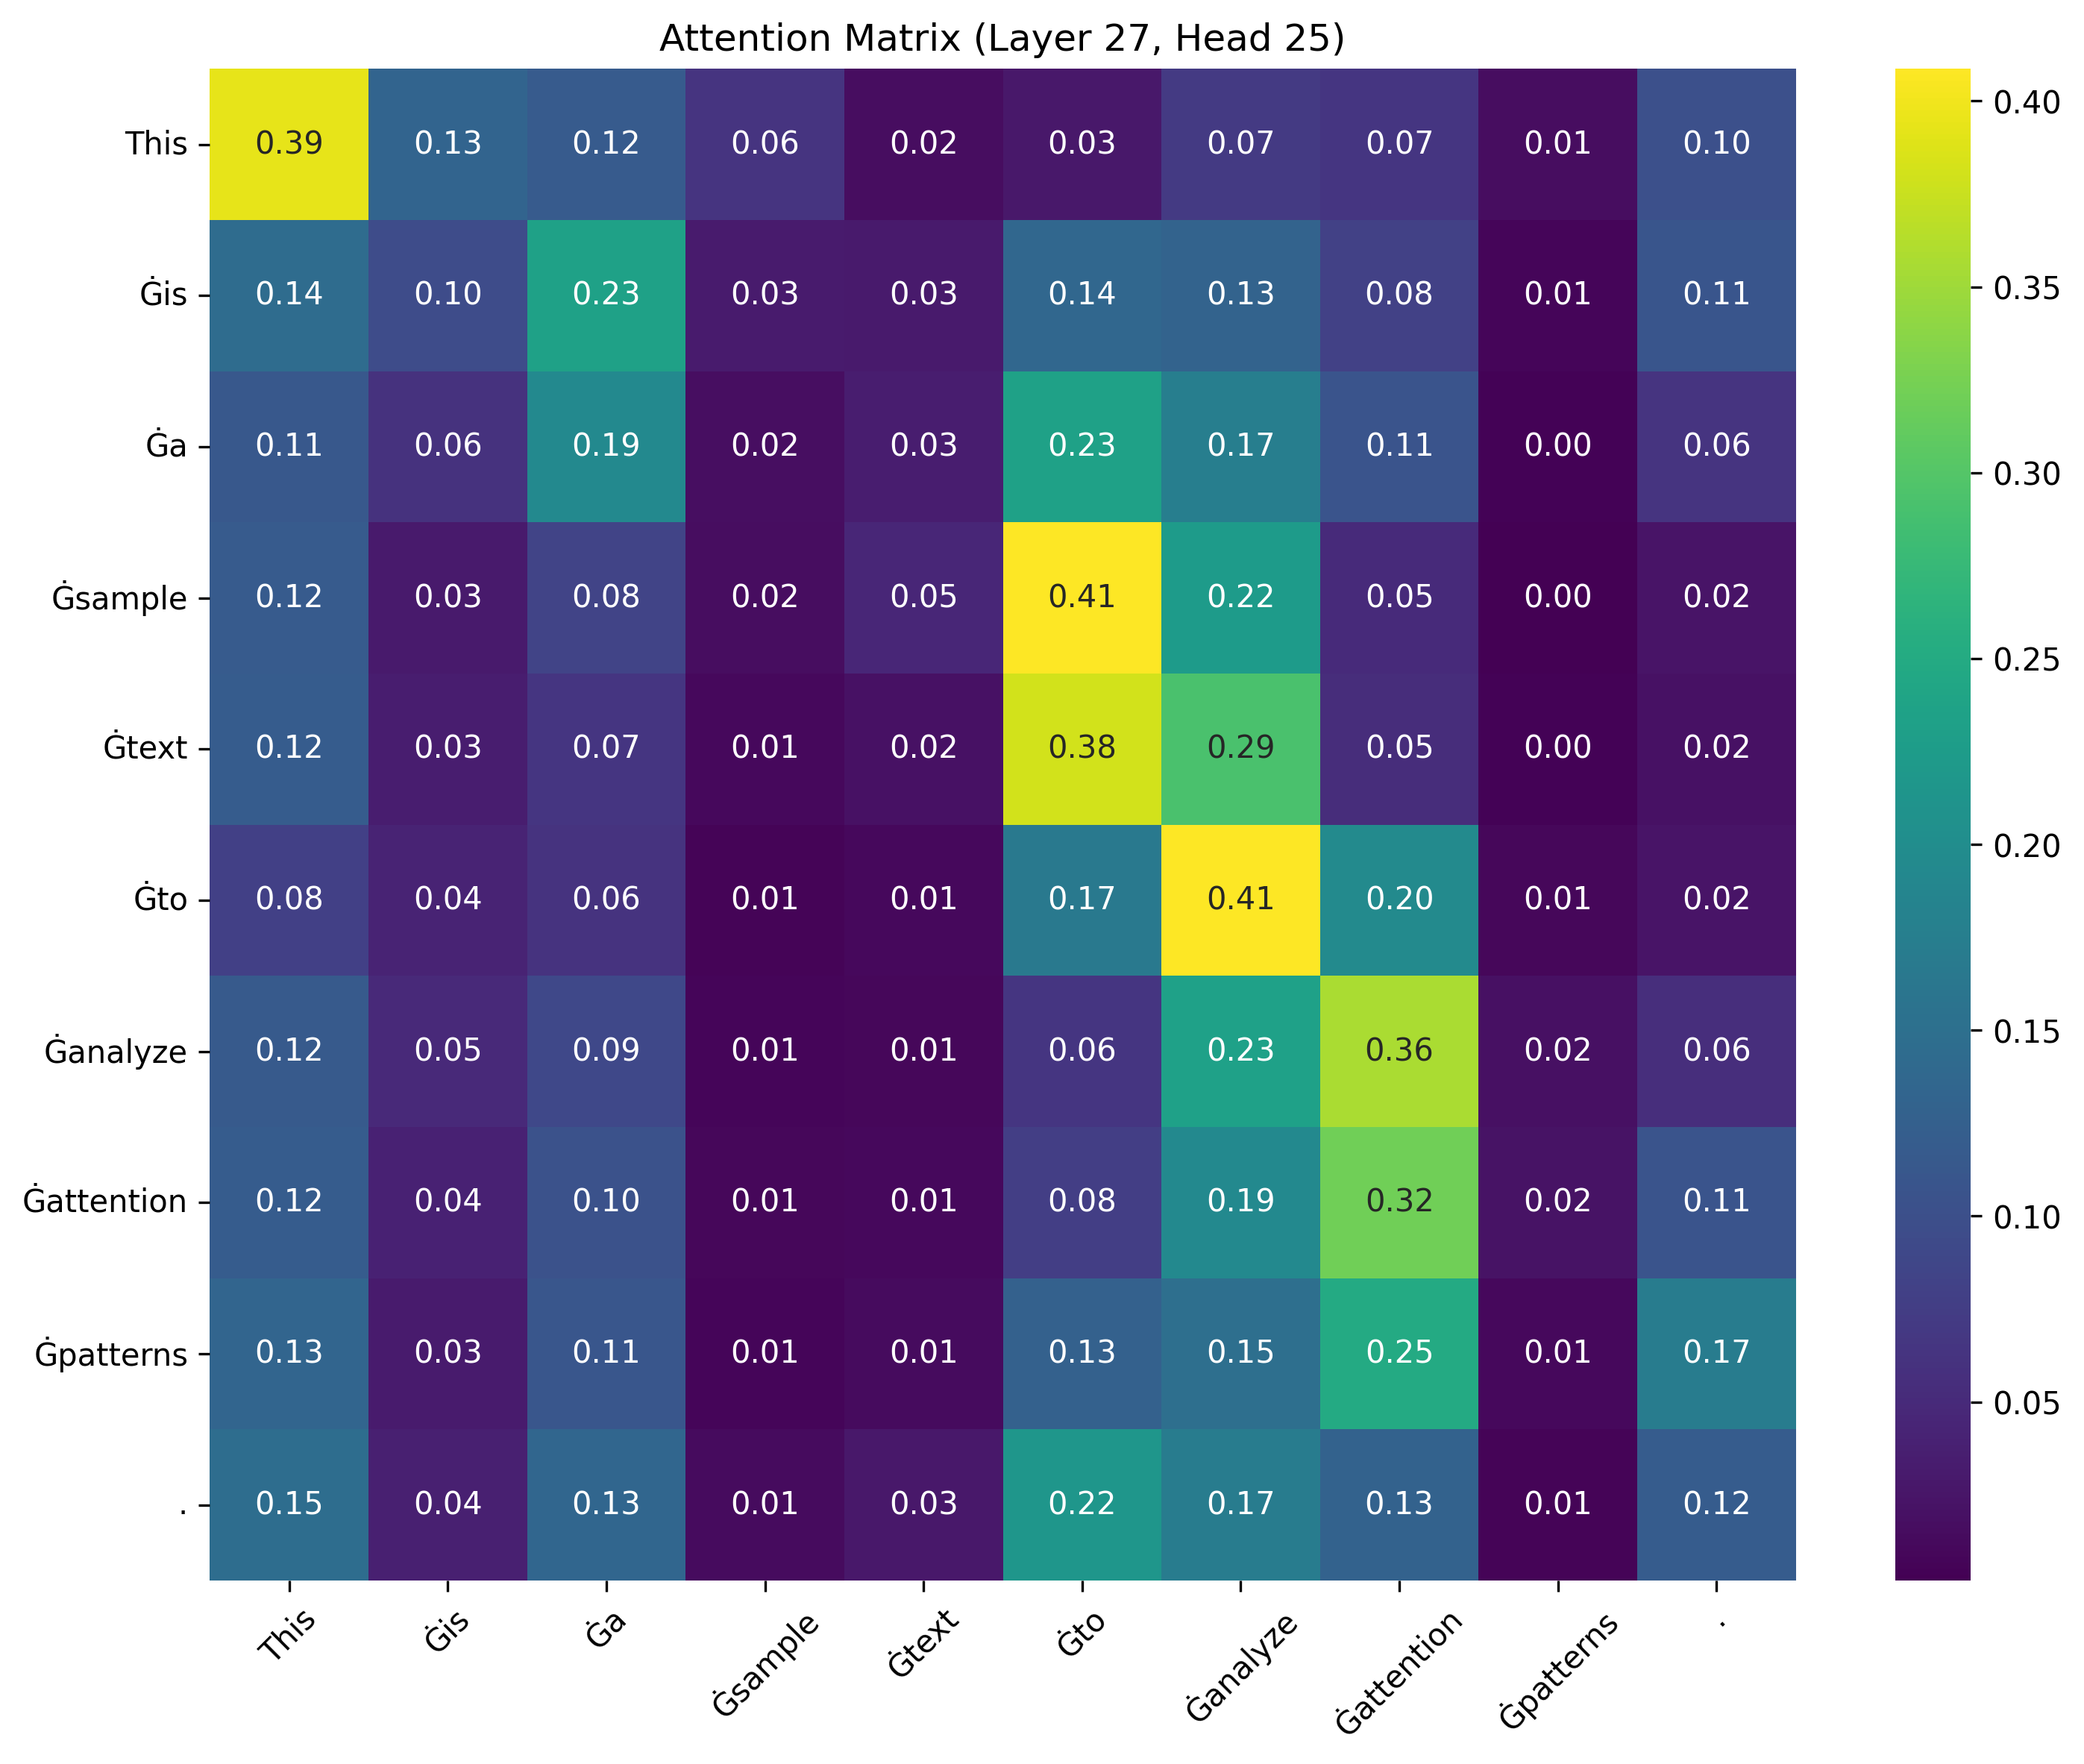 Attention Matrix (Layer 27, Head 25)
This 0.39 0.13 0.12 0.06 0.02 0.03 0.07 0.07 0.01 0.10
Ġis 0.14 0.10 0.23 0.03 0.03 0.14 0.13 0.08 0.01 0.11
Ġa 0.11 0.06 0.19 0.02 0.03 0.23 0.17 0.11 0.00 0.06
Ġsample 0.12 0.03 0.08 0.02 0.05 0.41 0.22 0.05 0.00 0.02
Ġtext 0.12 0.03 0.07 0.01 0.02 0.38 0.29 0.05 0.00 0.02
Ġto 0.08 0.04 0.06 0.01 0.01 0.17 0.41 0.20 0.01 0.02
Ġanalyze 0.12 0.05 0.09 0.01 0.01 0.06 0.23 0.36 0.02 0.06
Ġattention 0.12 0.04 0.10 0.01 0.01 0.08 0.19 0.32 0.02 0.11
Ġpatterns 0.13 0.03 0.11 0.01 0.01 0.13 0.15 0.25 0.01 0.17
. 0.15 0.04 0.13 0.01 0.03 0.22 0.17 0.13 0.01 0.12
This Ġis Ġa Ġsample Ġtext Ġto Ġanalyze Ġattention Ġpatterns .
0.40
0.35
0.30
0.25
0.20
0.15
0.10
0.05